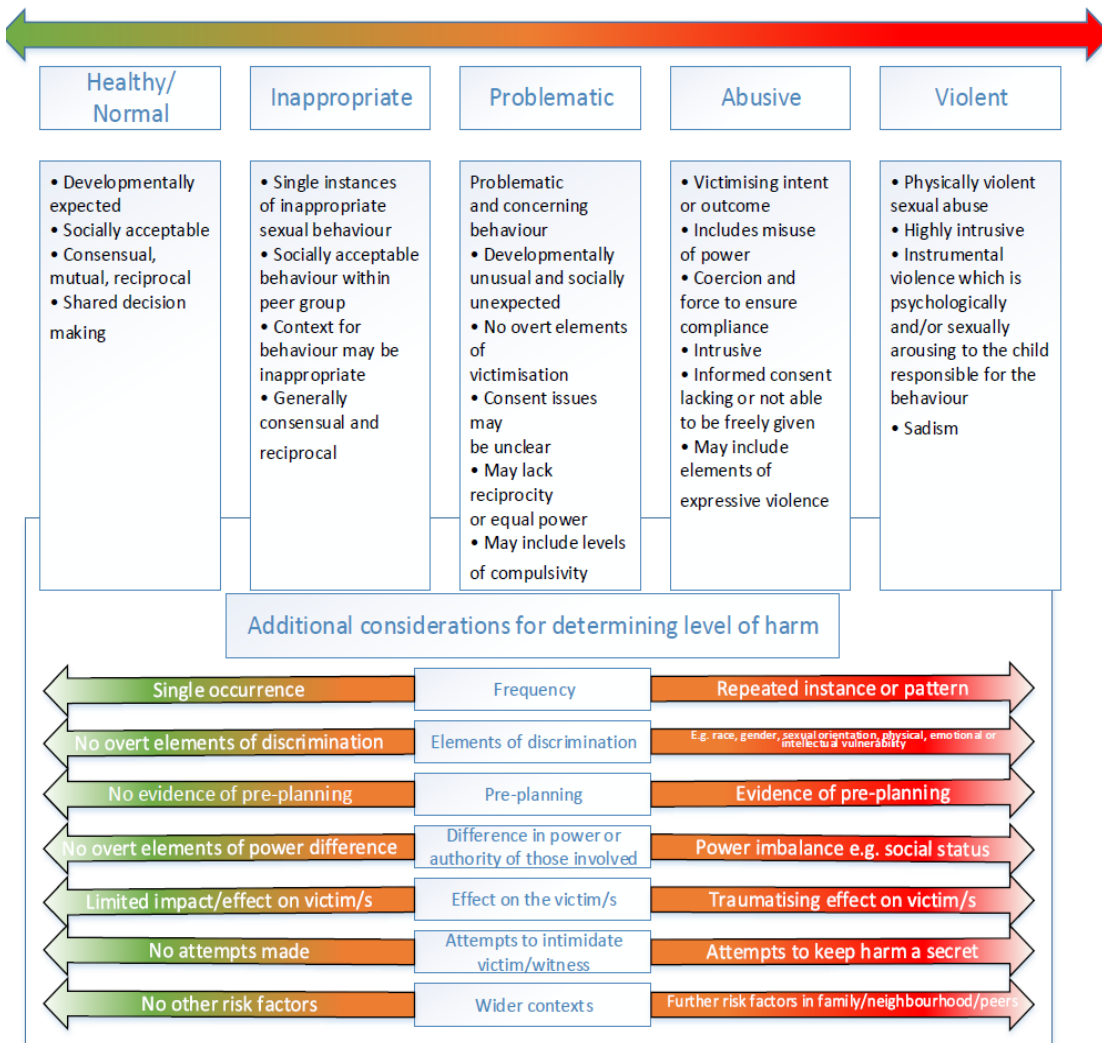 Healthy/
Normal
Inappropriate
Problematic
Abusive
Violent
• Developmentally
expected
• Socially acceptable
• Consensual,
mutual, reciprocal
• Shared decision
making
• Single instances
of inappropriate
sexual behaviour
• Socially acceptable
behaviour within
peer group
• Context for
behaviour may be
inappropriate
• Generally
consensual and
reciprocal
Problematic
and concerning
behaviour
• Developmentally
unusual and socially
unexpected
• No overt elements
of
victimisation
• Consent issues
may
be unclear
• May lack
reciprocity
or equal power
• May include levels
of compulsivity
• Victimising intent
or outcome
• Includes misuse
of power
• Coercion and
force to ensure
compliance
• Intrusive
• Informed consent
lacking or not able
to be freely given
• May include
elements of
expressive violence
• Physically violent
sexual abuse
• Highly intrusive
• Instrumental
violence which is
psychologically
and/or sexually
arousing to the child
responsible for the
behaviour
• Sadism
Additional considerations for determining level of harm
Single occurrence
Frequency
Repeated instance or pattern
No overt elements of discrimination
Elements of discrimination
E.g. race, gender, sexual orientation, physical, emotional or
intellectual vulnerability
No evidence of pre-planning
Pre-planning
Evidence of pre-planning
No overt elements of power difference
Difference in power or
authority of those involved
Power imbalance e.g. social status
Limited impact/effect on victim/s
Effect on the victim/s
Traumatising effect on victim/s
No attempts made
Attempts to intimidate
victim/witness
Attempts to keep harm a secret
No other risk factors
Wider contexts
Further risk factors in family/neighbourhood/peers